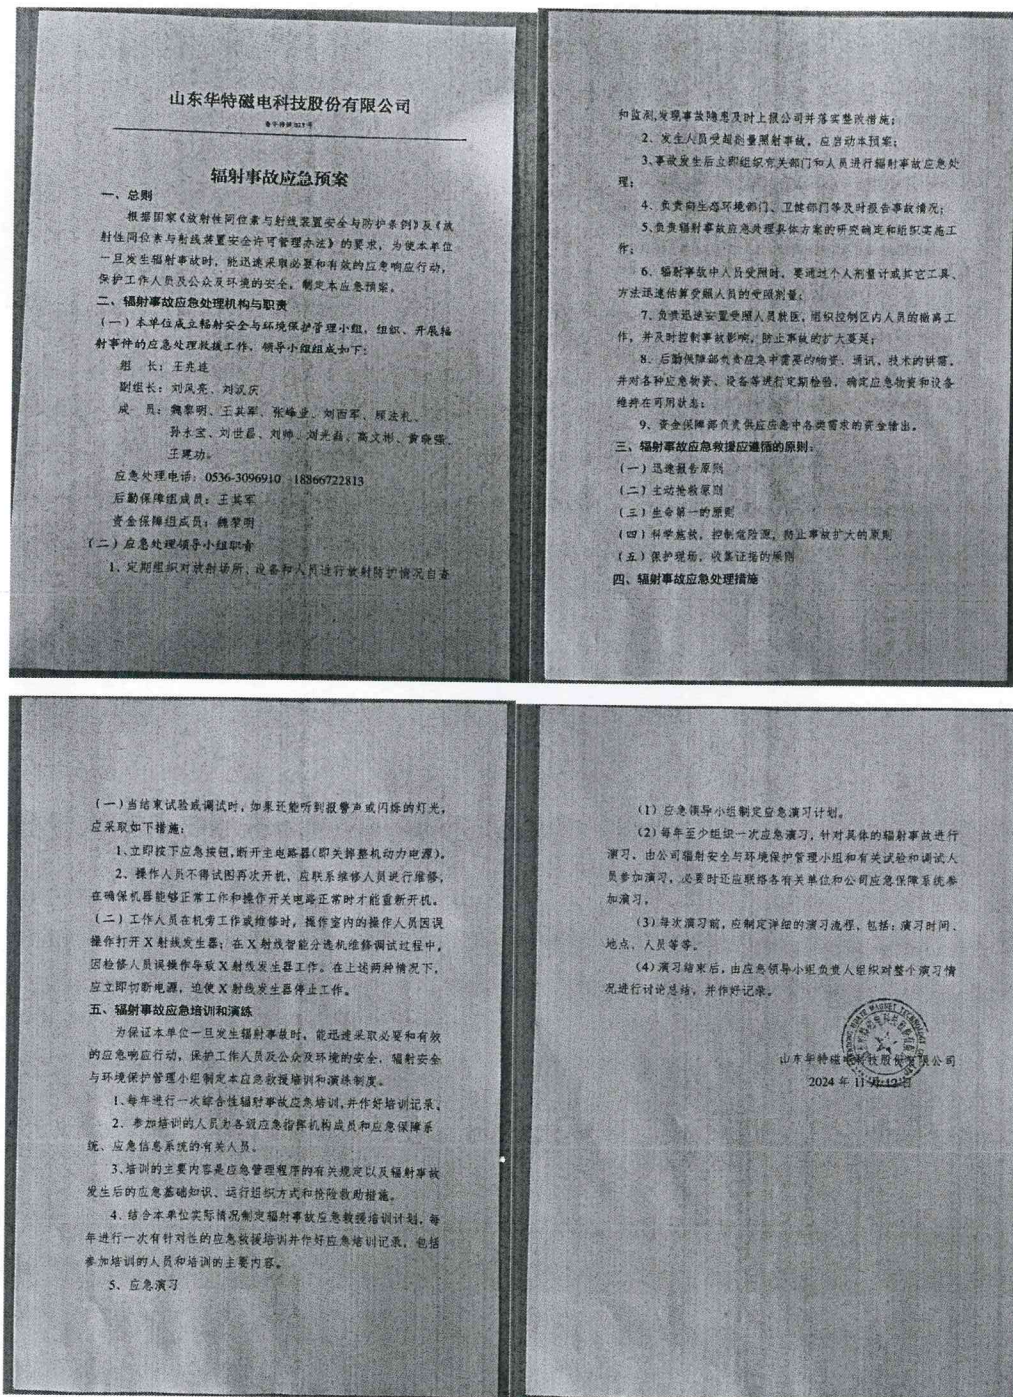 山东华特磁电科技股份有限公司
辐射事故应急预案
一、总则
根据国家《放射性同位素与射线装置安全与防护条例》及《放
射性同位素与射线装置安全许可管理办法》的要求，为使本单位
一旦发生辐射事故时，能迅速采取必要和有效的应急响应行动，
保护工作人员及公众及环境的安全，制定本应急预案。
二、辐射事故应急处理机构与职责
（一）本单位成立辐射安全与环境保护管理小组，组织、开展辐
射事件的应急处理救援工作，领导小组组成如下：
组 长：王兆连
副组长：刘风亮、刘汉庆
成 员：魏黎明、王其军、张峰业、刘西军、顾法礼、
孙永宝、刘世昌、刘帅、刘光磊、高文彬、黄晓强、
王建功。
应急处理电话：0536-3096910 18866722813
后勤保障组成员：王其军
资金保障组成员：魏黎明
（二）应急处理领导小组职责
1、定期组织对放射场所、设备和人员进行放射防护情况自查
和监测,发现事故隐患及时上报公司并落实整改措施；
2、发生人员受超剂量照射事故，应启动本预案；
3、事故发生后立即组织有关部门和人员进行辐射事故应急处
理；
4、负责向生态环境部门、卫健部门等及时报告事故情况；
5、负责辐射事故应急处理具体方案的研究确定和组织实施工
作；
6、辐射事故中人员受照时，要通过个人剂量计或其它工具、
方法迅速估算受照人员的受照剂量；
7、负责迅速安置受照人员就医，组织控制区内人员的撤离工
作，并及时控制事故影响，防止事故的扩大蔓延；
8、后勤保障部负责应急中需要的物资、通讯、技术的供需，
并对各种应急物资、设备等进行定期检验，确定应急物资和设备
维持在可用状态；
9、资金保障部负责供应应急中各类需求的资金输出。
三、辐射事故应急救援应遵循的原则：
（一）迅速报告原则
（二）主动抢救原则
（三）生命第一的原则
（四）科学施救，控制危险源，防止事故扩大的原则
（五）保护现场，收集证据的原则
四、辐射事故应急处理措施
（一）当结束试验或调试时，如果还能听到报警声或闪烁的灯光，
应采取如下措施：
1、立即按下应急按钮,断开主电路器（即关掉整机动力电源）。
2、操作人员不得试图再次开机，应联系维修人员进行维修，
在确保机器能够正常工作和操作开关电路正常时才能重新开机。
（二）工作人员在机旁工作或维修时，操作室内的操作人员因误
操作打开X射线发生器；在X射线智能分选机维修调试过程中，
因检修人员误操作导致X射线发生器工作。在上述两种情况下，
应立即切断电源，迫使X射线发生器停止工作。
五、辐射事故应急培训和演练
为保证本单位一旦发生辐射事故时，能迅速采取必要和有效
的应急响应行动，保护工作人员及公众及环境的安全，辐射安全
与环境保护管理小组制定本应急救援培训和演练制度。
1、每年进行一次综合性辐射事故应急培训,并作好培训记录。
2、参加培训的人员为各级应急指挥机构成员和应急保障系
统、应急信息系统的有关人员。
3、培训的主要内容是应急管理程序的有关规定以及辐射事故
发生后的应急基础知识、运行组织方式和抢险救助措施。
4、结合本单位实际情况制定辐射事故应急救援培训计划，每
年进行一次有针对性的应急救援培训并作好应急培训记录，包括
参加培训的人员和培训的主要内容。
5、应急演习
（1）应急领导小组制定应急演习计划。
（2）每年至少组织一次应急演习，针对具体的辐射事故进行
演习，由公司辐射安全与环境保护管理小组和有关试验和调试人
员参加演习，必要时还应联络各有关单位和公司应急保障系统参
加演习。
（3）每次演习前，应制定详细的演习流程，包括：演习时间、
地点、人员等等。
（4）演习结束后，由应急领导小组负责人组织对整个演习情
况进行讨论总结，并作好记录。
山东华特磁电科技股份有限公司
2024年11月12日